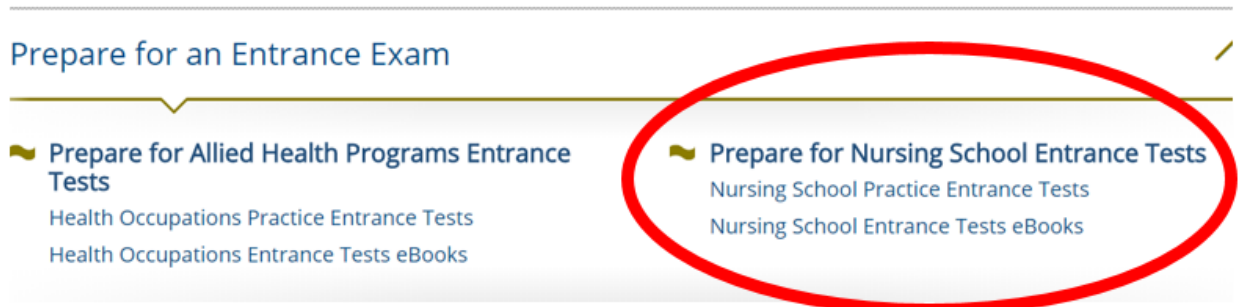 Prepare for an Entrance Exam
Prepare for Allied Health Programs Entrance
Tests
Health Occupations Practice Entrance Tests
Health Occupations Entrance Tests eBooks
Prepare for Nursing School Entrance Tests
Nursing School Practice Entrance Tests
Nursing School Entrance Tests eBooks